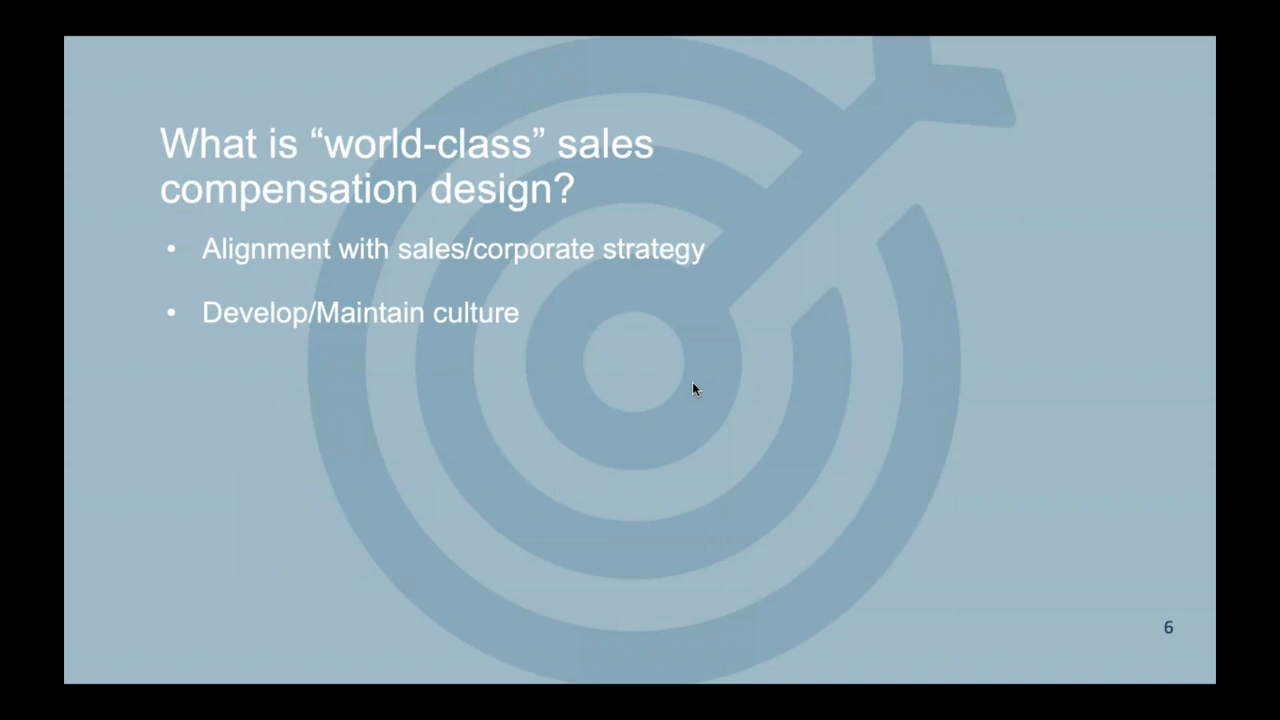 What is “world-class” sales
compensation design?
• Alignment with sales/corporate strategy
• Develop/Maintain culture
6